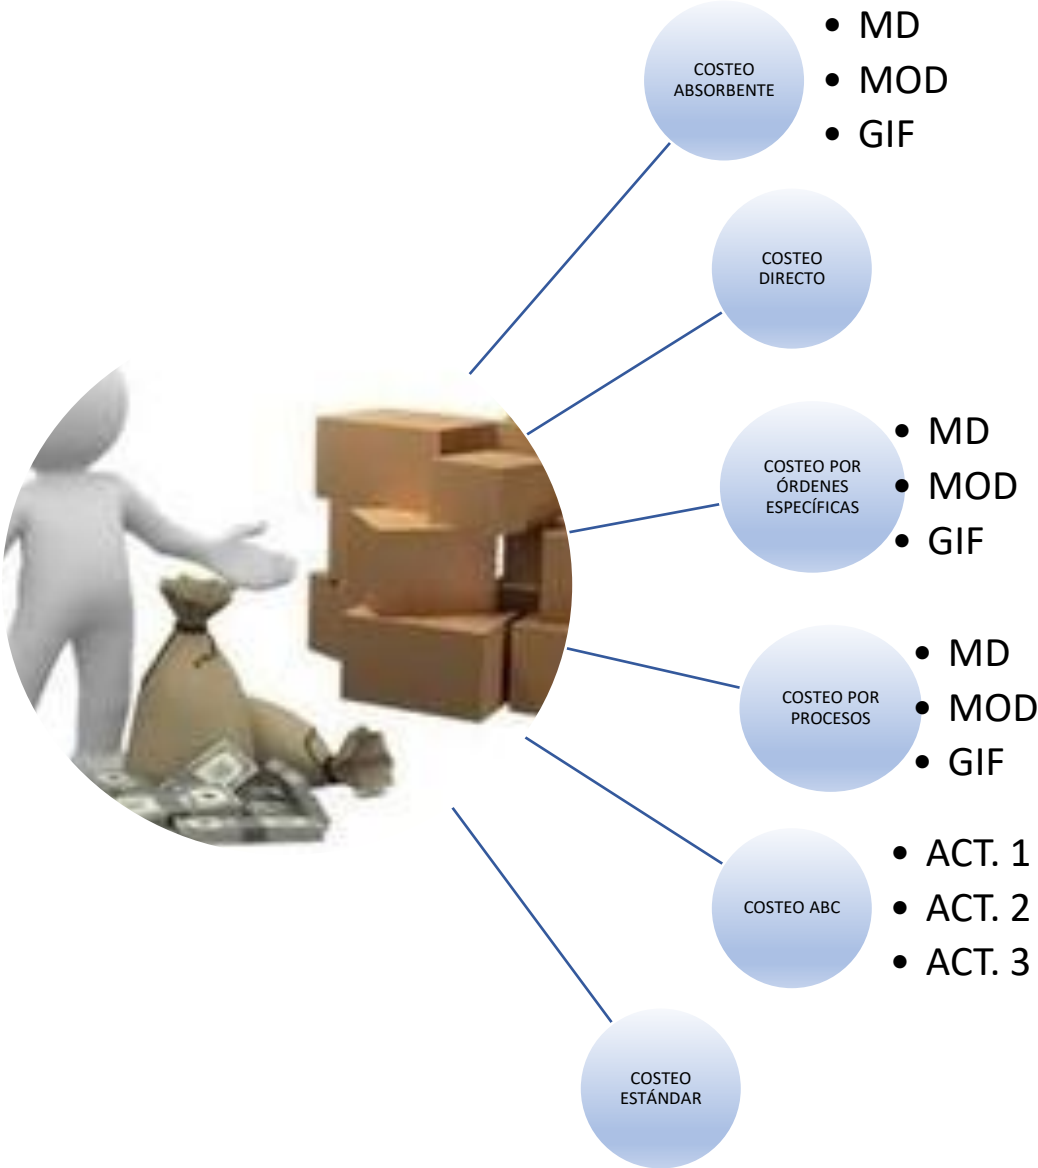 COSTEO
ABSORBENTE
• MD
• MOD
• GIF
COSTEO
DIRECTO
COSTEO POR
ÓRDENES
ESPECÍFICAS
• MD
• MOD
• GIF
COSTEO POR
PROCESOS
• MD
• MOD
• GIF
COSTEO ABC
• ACT. 1
• ACT. 2
• ACT. 3
COSTEO
ESTÁNDAR